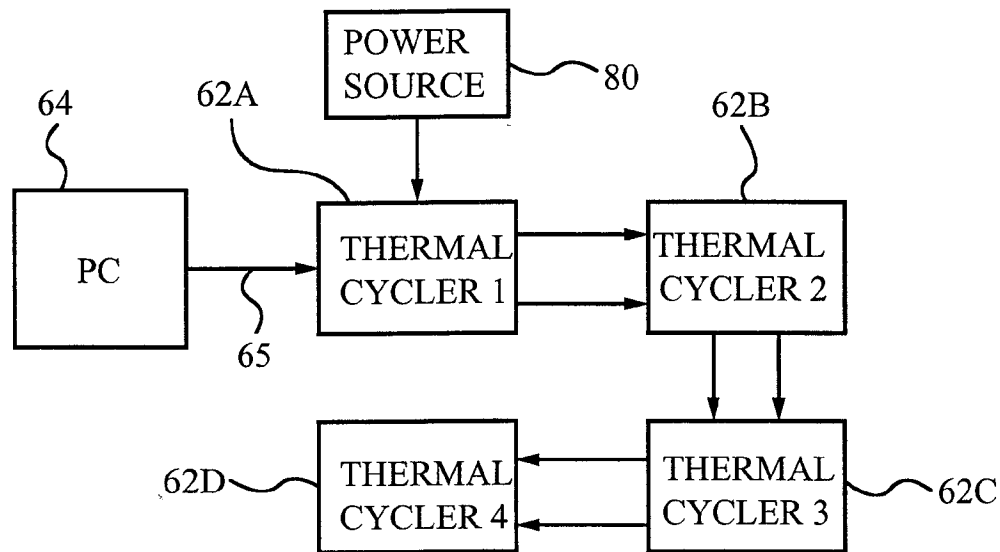 POWER
SOURCE
80
64
62A
62B
PC
THERMAL
CYCLER 1
THERMAL
CYCLER 2
65
THERMAL
CYCLER 4
THERMAL
CYCLER 3
62D
62C